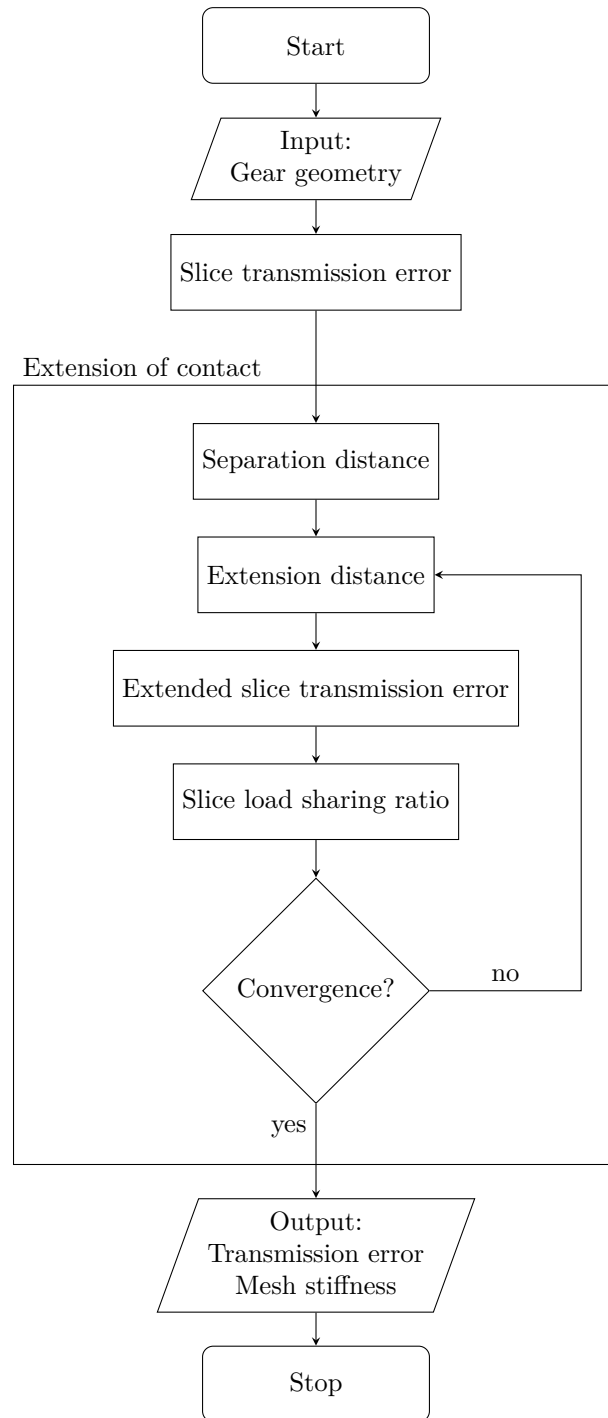 Start
Input:
Gear geometry
Slice transmission error
Extension of contact
Separation distance
Extension distance
Extended slice transmission error
Slice load sharing ratio
Convergence?
no
yes
Output:
Transmission error
Mesh stiffness
Stop